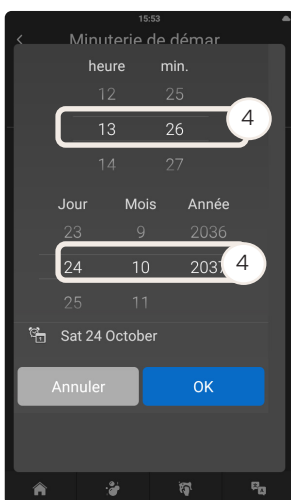 15:53
Minuterie de démar
heure min.
12 25
13 26
4
14 27
Jour Mois Année
23 9 2036
24 10 2037
4
25 11
Sat 24 October
Annuler OK